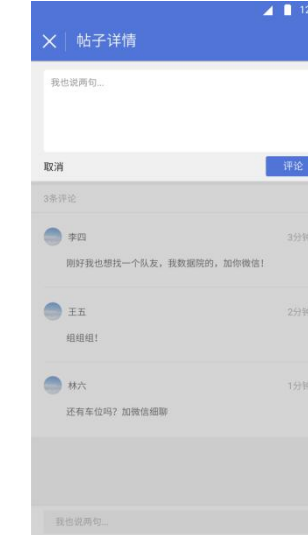 12
帖子详情
我也说两句...
取消
评论
3条评论
李四
3分钟
刚好我也想找一个队友，我数据院的，加你微信！
王五
2分钟
组组组！
林六
1分钟
还有车位吗？加微信細聊
我也说两句...